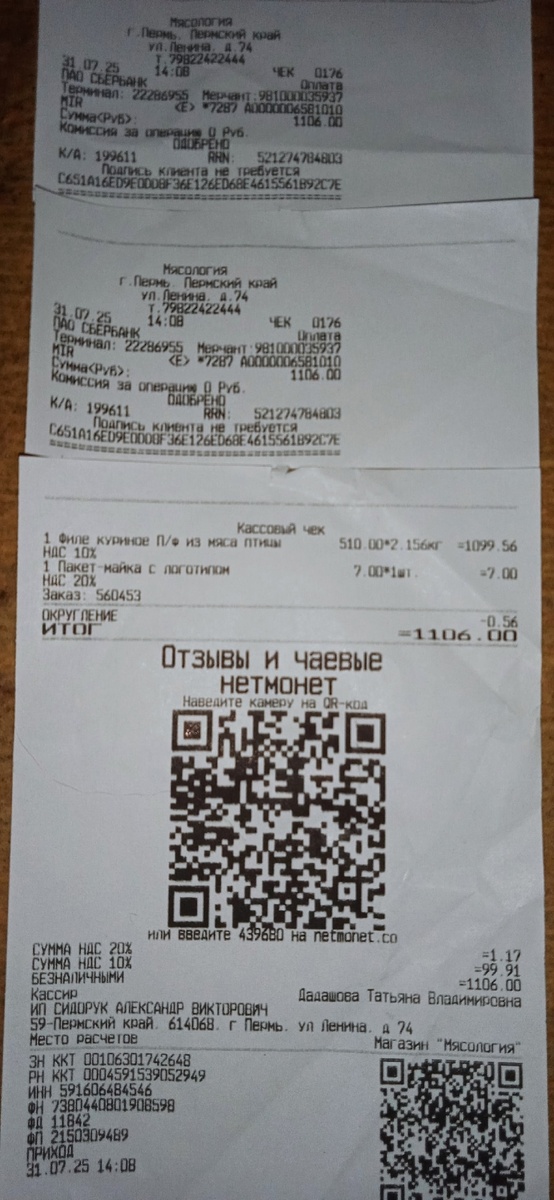 Мясология
г.Пермь, Пермский край
ул.Ленина, д.74
Т.79822422444
31.07.25 14:08 ЧЕК 0176
ПАО СБЕРБАНК Оплата
Терминал: 22286955 Мерчант:981000035937
MIR <E> *7287 A0000006581010
Сумма<Руб>: 1106.00
Комиссия за операцию 0 Руб.
ОДОБРЕНО
К/А: 199611 RRN: 521274784803
Подпись клиента не требуется
C651A16ED9E0DDBF36E126ED68E4615561B92C7E
========================================
Мясология
г.Пермь, Пермский край
ул.Ленина, д.74
Т.79822422444
31.07.25 14:08 ЧЕК 0176
ПАО СБЕРБАНК Оплата
Терминал: 22286955 Мерчант:981000035937
MIR <E> *7287 A0000006581010
Сумма<Руб>: 1106.00
Комиссия за операцию 0 Руб.
ОДОБРЕНО
К/А: 199611 RRN: 521274784803
Подпись клиента не требуется
C651A16ED9E0DDBF36E126ED68E4615561B92C7E
========================================
Кассовый чек
1 Филе куриное П/Ф из мяса птицы 510.00*2.156кг =1099.56
НДС 10%
1 Пакет-майка с логотипом 7.00*1шт. =7.00
НДС 20%
Заказ: 560453
ОКРУГЛЕНИЕ -0.56
ИТОГ =1106.00
Отзывы и чаевые
нетмонет
Наведите камеру на QR-код
или введите 439680 на netmonet.co
СУММА НДС 20% =1.17
СУММА НДС 10% =99.91
БЕЗНАЛИЧНЫМИ =1106.00
Кассир Дадашова Татьяна Владимировна
ИП СИДОРУК АЛЕКСАНДР ВИКТОРОВИЧ
59-Пермский край, 614068, г Пермь, ул Ленина, д 74
Место расчетов Магазин "Мясология"
ЗН ККТ 00106301742648
РН ККТ 0004591539052949
ИНН 591606484546
ФН 7380440801908598
ФД 11842
ФП 2150309489
ПРИХОД
31.07.25 14:08